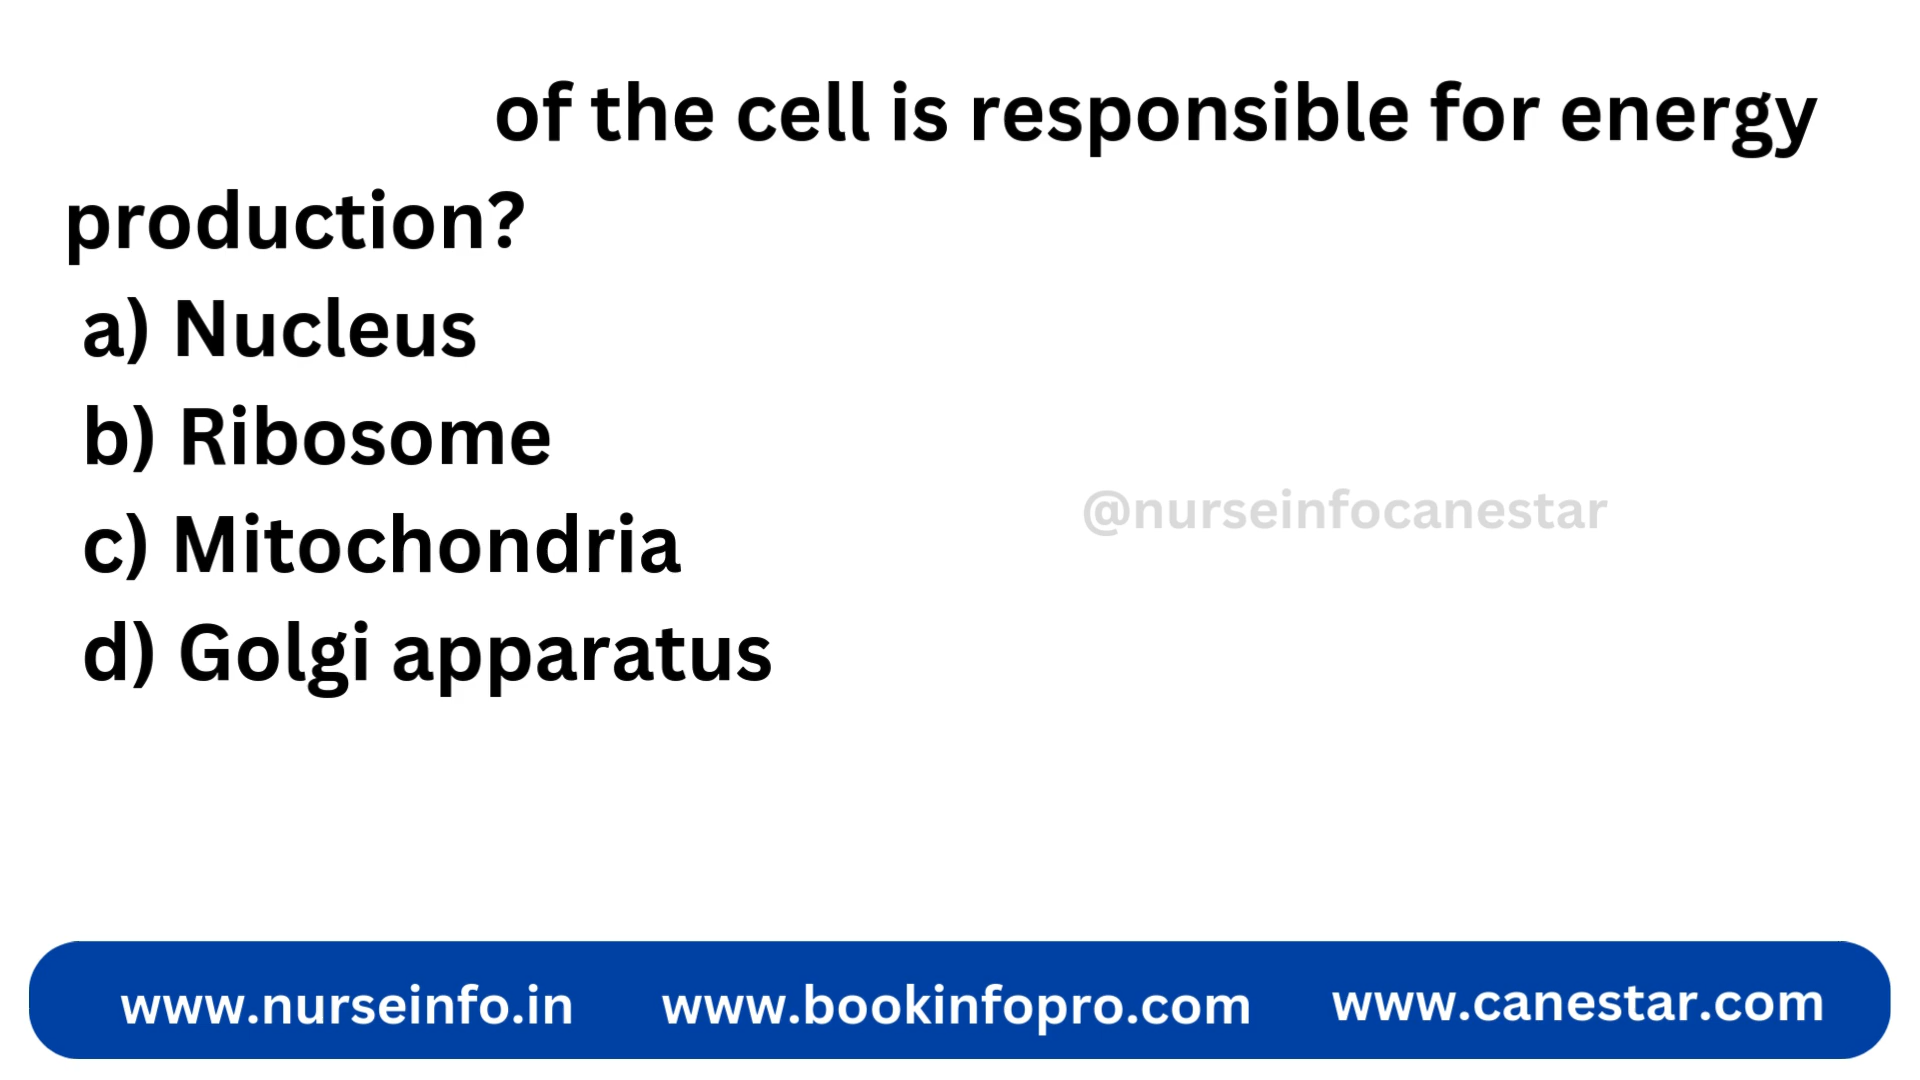 of the cell is responsible for energy
production?
a) Nucleus
b) Ribosome
c) Mitochondria
d) Golgi apparatus
@nurseinfocanestar
www.nurseinfo.in www.bookinfopro.com www.canestar.com